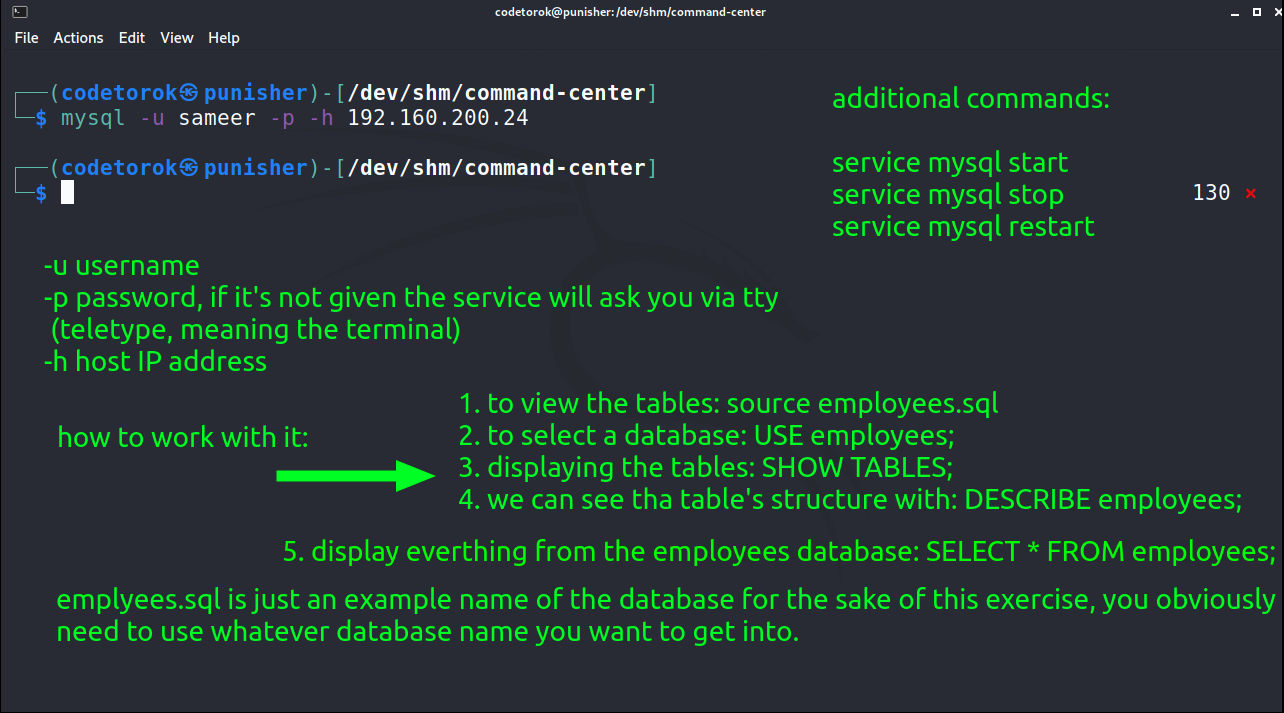 codetorok@punisher:/dev/shm/command-center
File Actions Edit View Help
┌──(codetorok㉿punisher)-[/dev/shm/command-center]
└─$ mysql -u sameer -p -h 192.160.200.24
┌──(codetorok㉿punisher)-[/dev/shm/command-center]
└─$
130 ×
additional commands:
service mysql start
service mysql stop
service mysql restart
-u username
-p password, if it's not given the service will ask you via tty
(teletype, meaning the terminal)
-h host IP address
how to work with it:
1. to view the tables: source employees.sql
2. to select a database: USE employees;
3. displaying the tables: SHOW TABLES;
4. we can see tha table's structure with: DESCRIBE employees;
5. display everthing from the employees database: SELECT * FROM employees;
emplyees.sql is just an example name of the database for the sake of this exercise, you obviously
need to use whatever database name you want to get into.